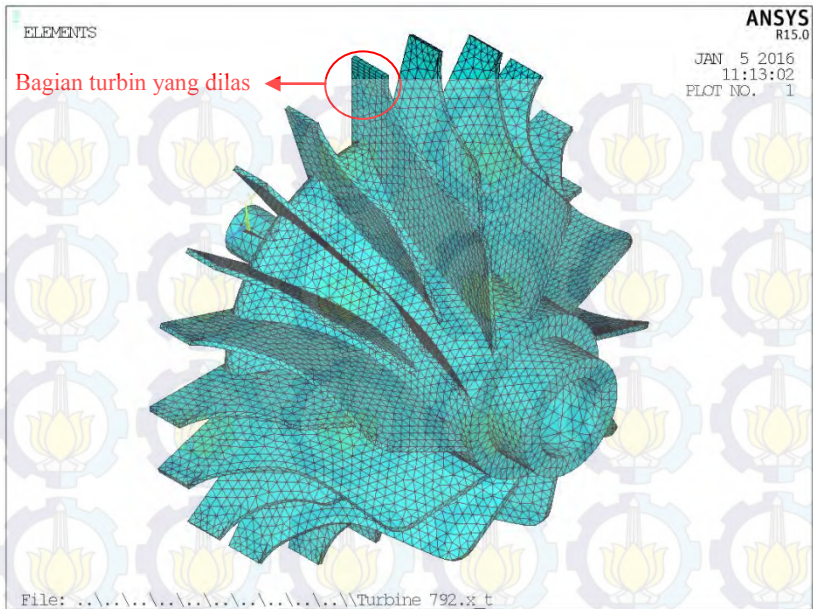 ELEMENTS
ANSYS
R15.0
JAN 5 2016
11:13:02
PLOT NO. 1
Bagian turbin yang dilas
File: ..\..\..\..\..\..\..\..\..\\Turbine 792.x_t